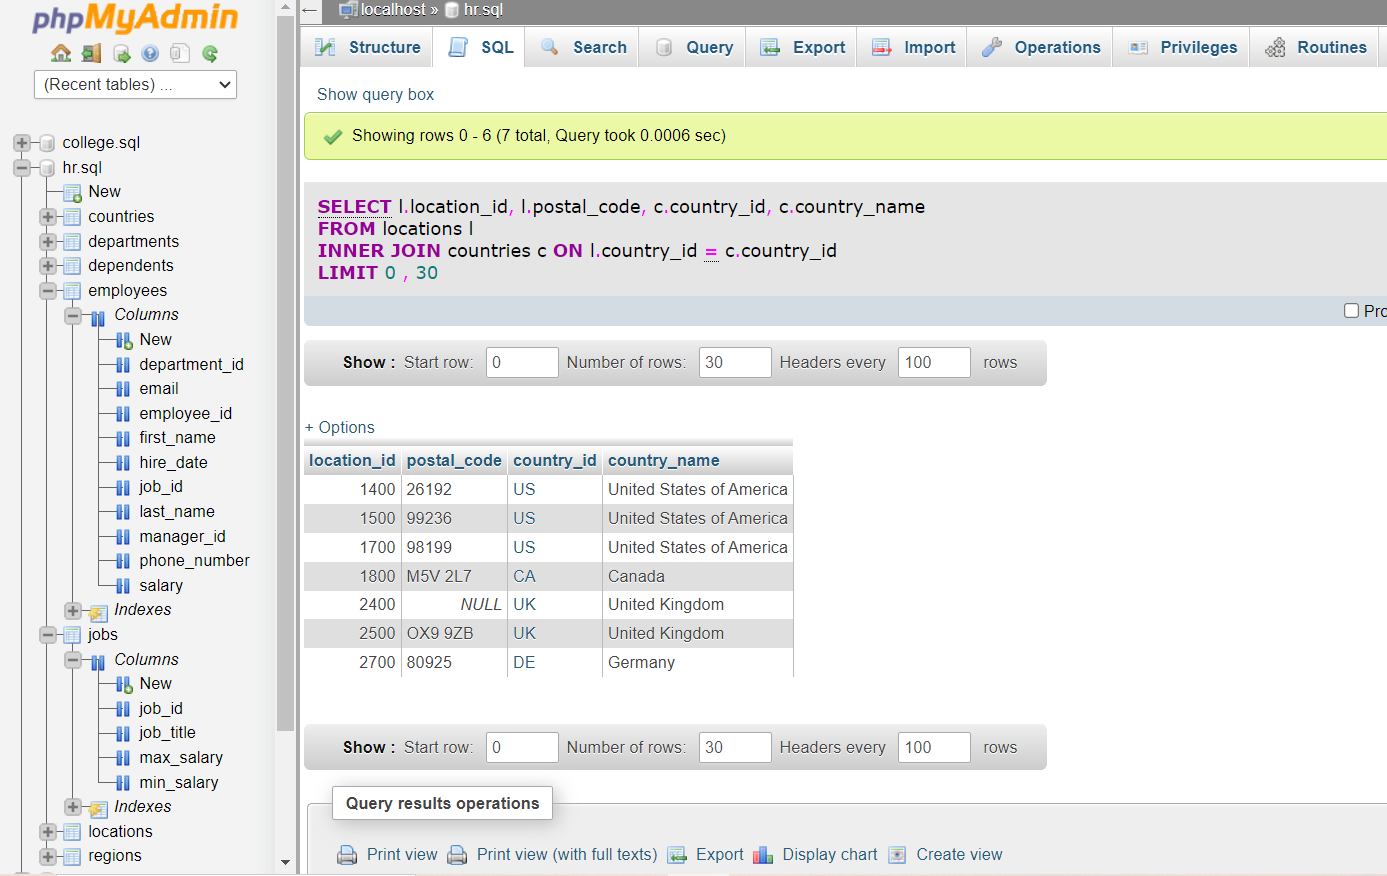 phpMyAdmin
(Recent tables) ...
college.sql
hr.sql
New
countries
departments
dependents
employees
Columns
New
department_id
email
employee_id
first_name
hire_date
job_id
last_name
manager_id
phone_number
salary
Indexes
jobs
Columns
New
job_id
job_title
max_salary
min_salary
Indexes
locations
regions
localhost » hr.sql
Structure SQL Search Query Export Import Operations Privileges Routines
Show query box
Showing rows 0 - 6 (7 total, Query took 0.0006 sec)
SELECT l.location_id, l.postal_code, c.country_id, c.country_name
FROM locations l
INNER JOIN countries c ON l.country_id = c.country_id
LIMIT 0 , 30
Pro
Show : Start row: 0 Number of rows: 30 Headers every 100 rows
+ Options
location_id postal_code country_id country_name
1400 26192 US United States of America
1500 99236 US United States of America
1700 98199 US United States of America
1800 M5V 2L7 CA Canada
2400 NULL UK United Kingdom
2500 OX9 9ZB UK United Kingdom
2700 80925 DE Germany
Show : Start row: 0 Number of rows: 30 Headers every 100 rows
Query results operations
Print view Print view (with full texts) Export Display chart Create view